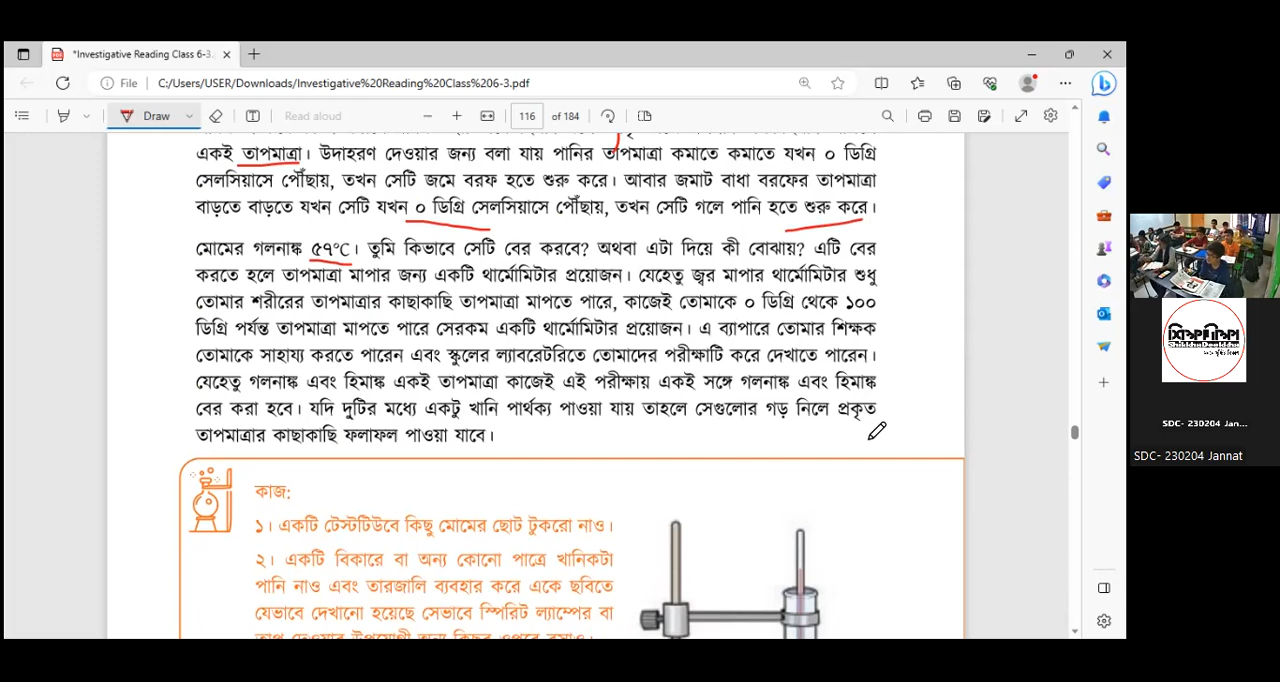 *Investigative Reading Class 6-3.
File
C:/Users/USER/Downloads/Investigative%20Reading%20Class%206-3.pdf
Draw
Read aloud
116
of 184
একই তাপমাত্রা। উদাহরণ দেওয়ার জন্য বলা যায় পানির তাপমাত্রা কমাতে কমাতে যখন ০ ডিগ্রি
সেলসিয়াসে পৌঁছায়, তখন সেটি জমে বরফ হতে শুরু করে। আবার জমাট বাধা বরফের তাপমাত্রা
বাড়তে বাড়তে যখন সেটি যখন ০ ডিগ্রি সেলসিয়াসে পৌঁছায়, তখন সেটি গলে পানি হতে শুরু করে।
মোমের গলনাঙ্ক ৫৭°C। তুমি কিভাবে সেটি বের করবে? অথবা এটা দিয়ে কী বোঝায়? এটি বের
করতে হলে তাপমাত্রা মাপার জন্য একটি থার্মোমিটার প্রয়োজন। যেহেতু জ্বর মাপার থার্মোমিটার শুধু
তোমার শরীরের তাপমাত্রার কাছাকাছি তাপমাত্রা মাপতে পারে, কাজেই তোমাকে ০ ডিগ্রি থেকে ১০০
ডিগ্রি পর্যন্ত তাপমাত্রা মাপতে পারে সেরকম একটি থার্মোমিটার প্রয়োজন। এ ব্যাপারে তোমার শিক্ষক
তোমাকে সাহায্য করতে পারেন এবং স্কুলের ল্যাবরেটরিতে তোমাদের পরীক্ষাটি করে দেখাতে পারেন।
যেহেতু গলনাঙ্ক এবং হিমাঙ্ক একই তাপমাত্রা কাজেই এই পরীক্ষায় একই সঙ্গে গলনাঙ্ক এবং হিমাঙ্ক
বের করা হবে। যদি দুটির মধ্যে একটু খানি পার্থক্য পাওয়া যায় তাহলে সেগুলোর গড় নিলে প্রকৃত
তাপমাত্রার কাছাকাছি ফলাফল পাওয়া যাবে।
কাজ:
১। একটি টেস্টটিউবে কিছু মোমের ছোট টুকরো নাও।
২। একটি বিকারে বা অন্য কোনো পাত্রে খানিকটা
পানি নাও এবং তারজালি ব্যবহার করে একে ছবিতে
যেভাবে দেখানো হয়েছে সেভাবে স্পিরিট ল্যাম্পের বা
SDC- 230204 Jan...
SDC- 230204 Jannat